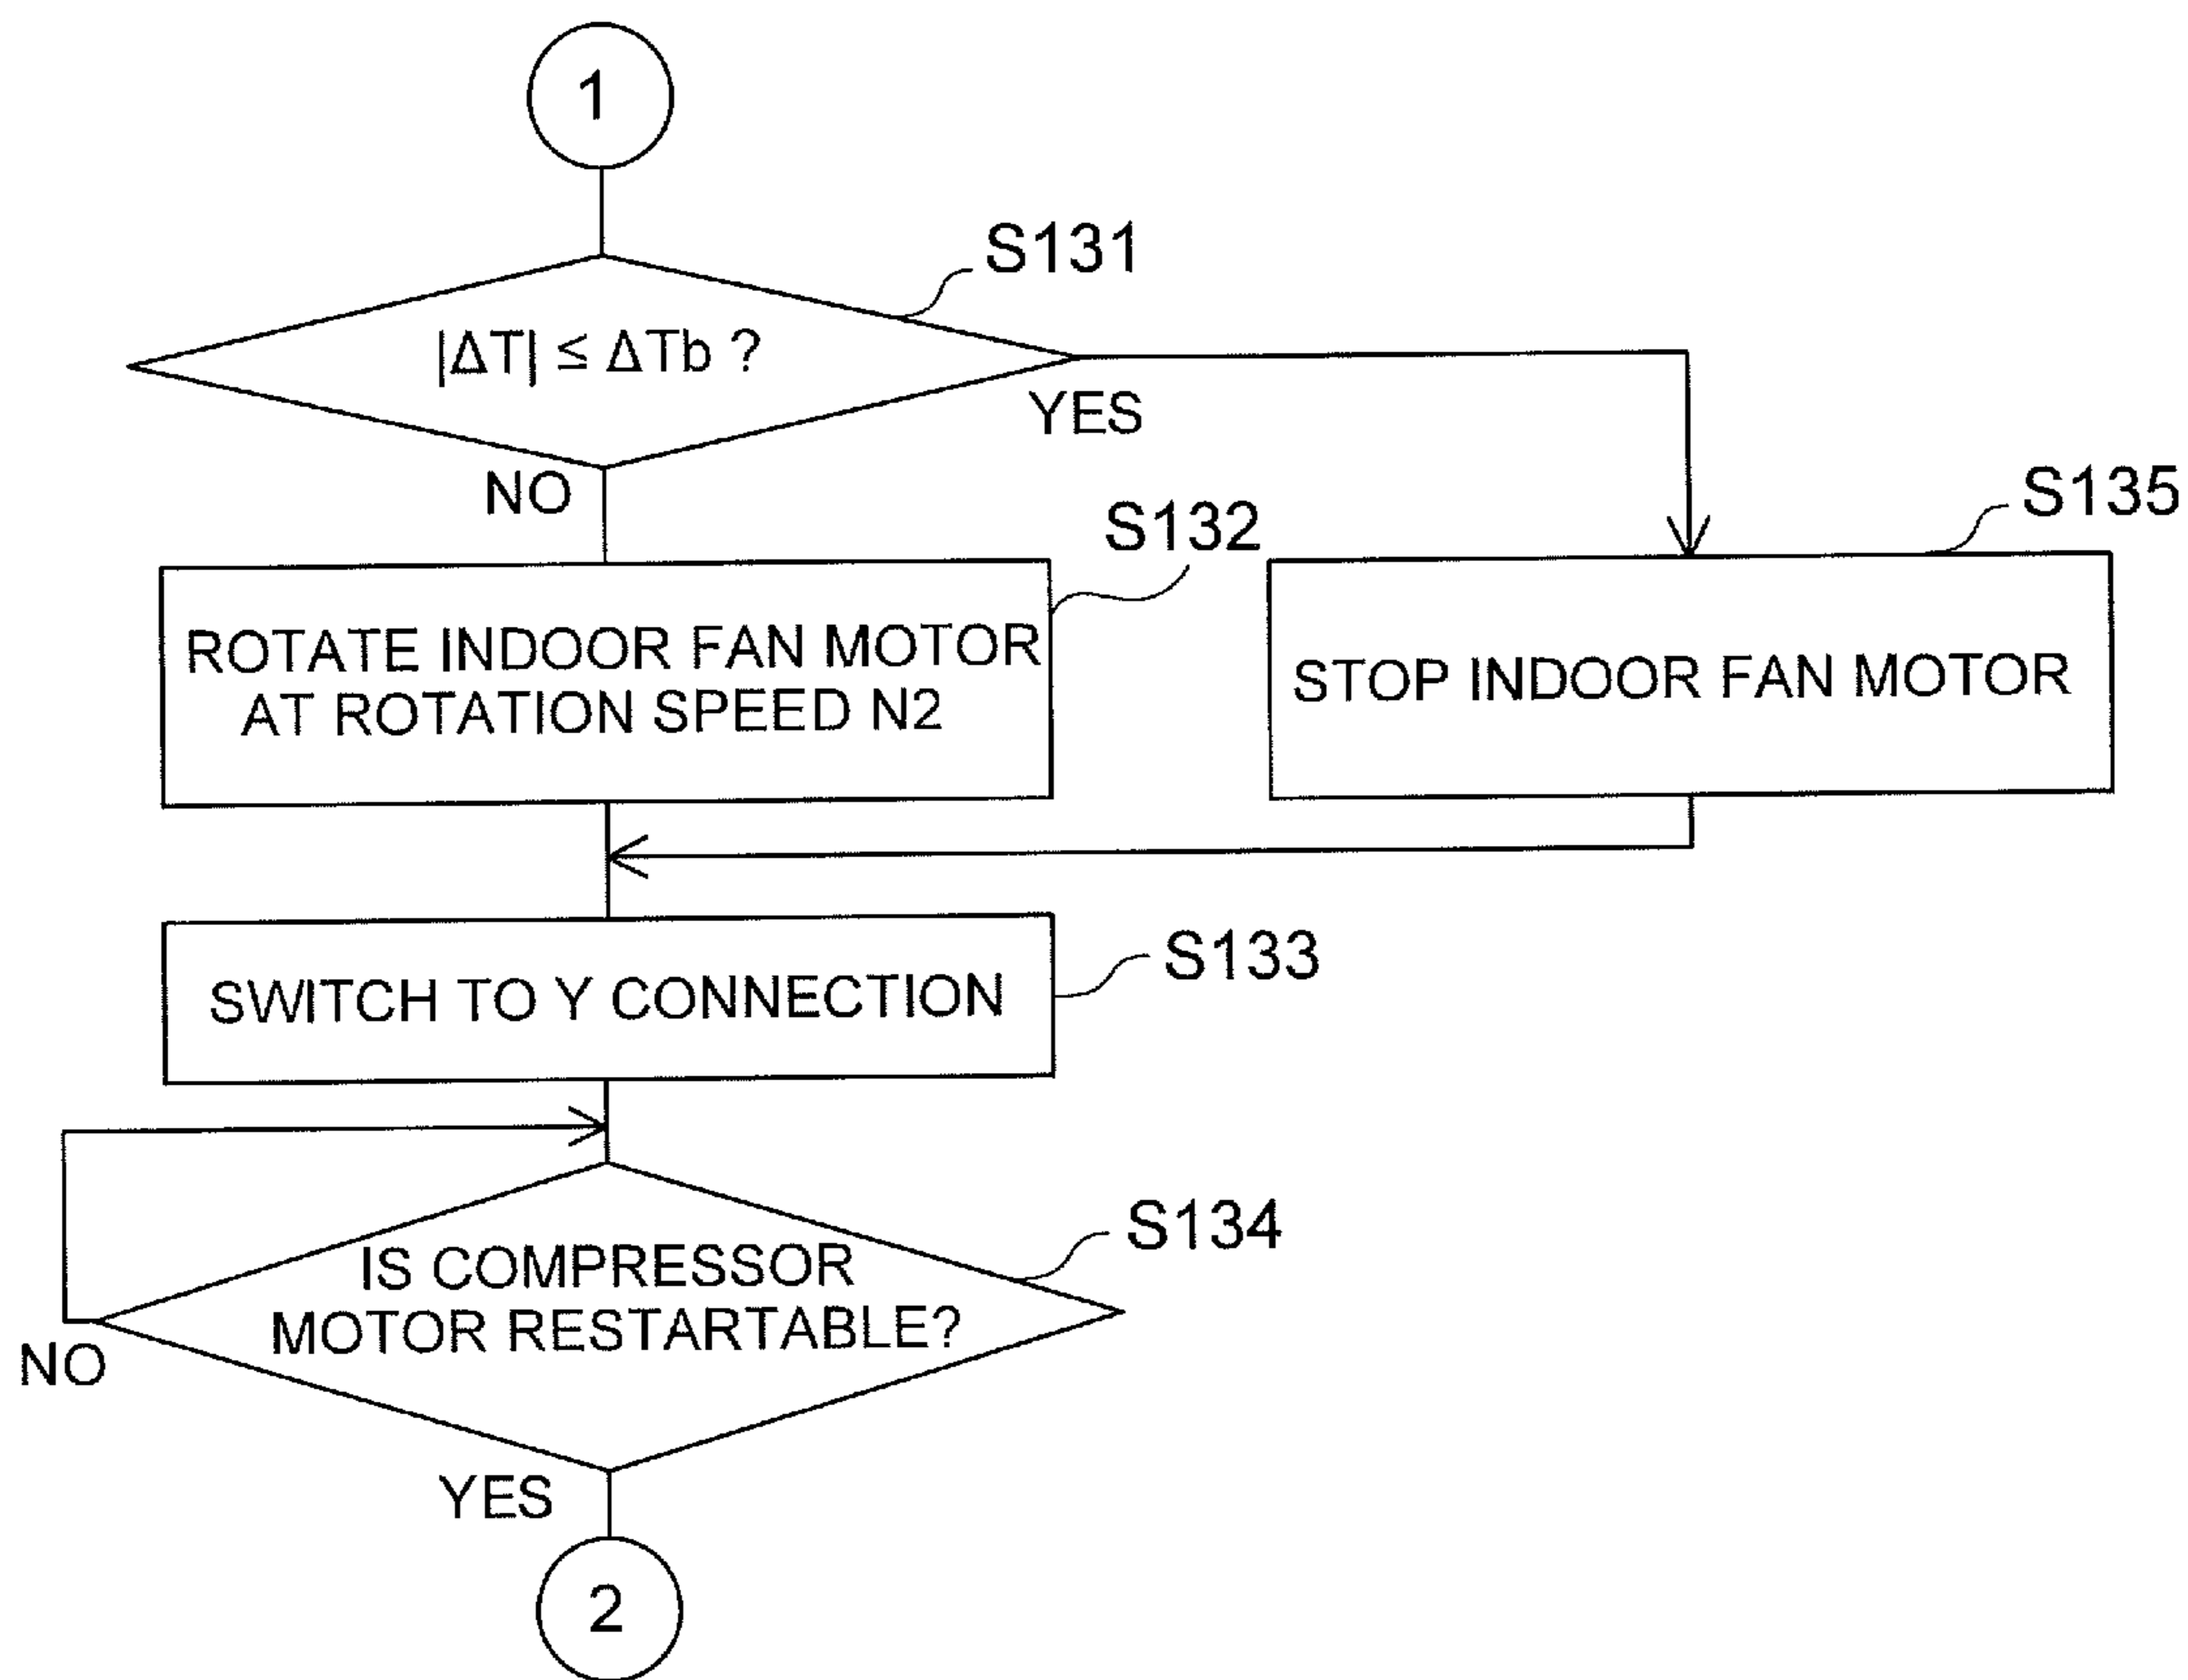 1
S131
|ΔT| ≤ ΔTb ?
YES
NO
S132
S135
ROTATE INDOOR FAN MOTOR
AT ROTATION SPEED N2
STOP INDOOR FAN MOTOR
S133
SWITCH TO Y CONNECTION
S134
IS COMPRESSOR
MOTOR RESTARTABLE?
NO
YES
2